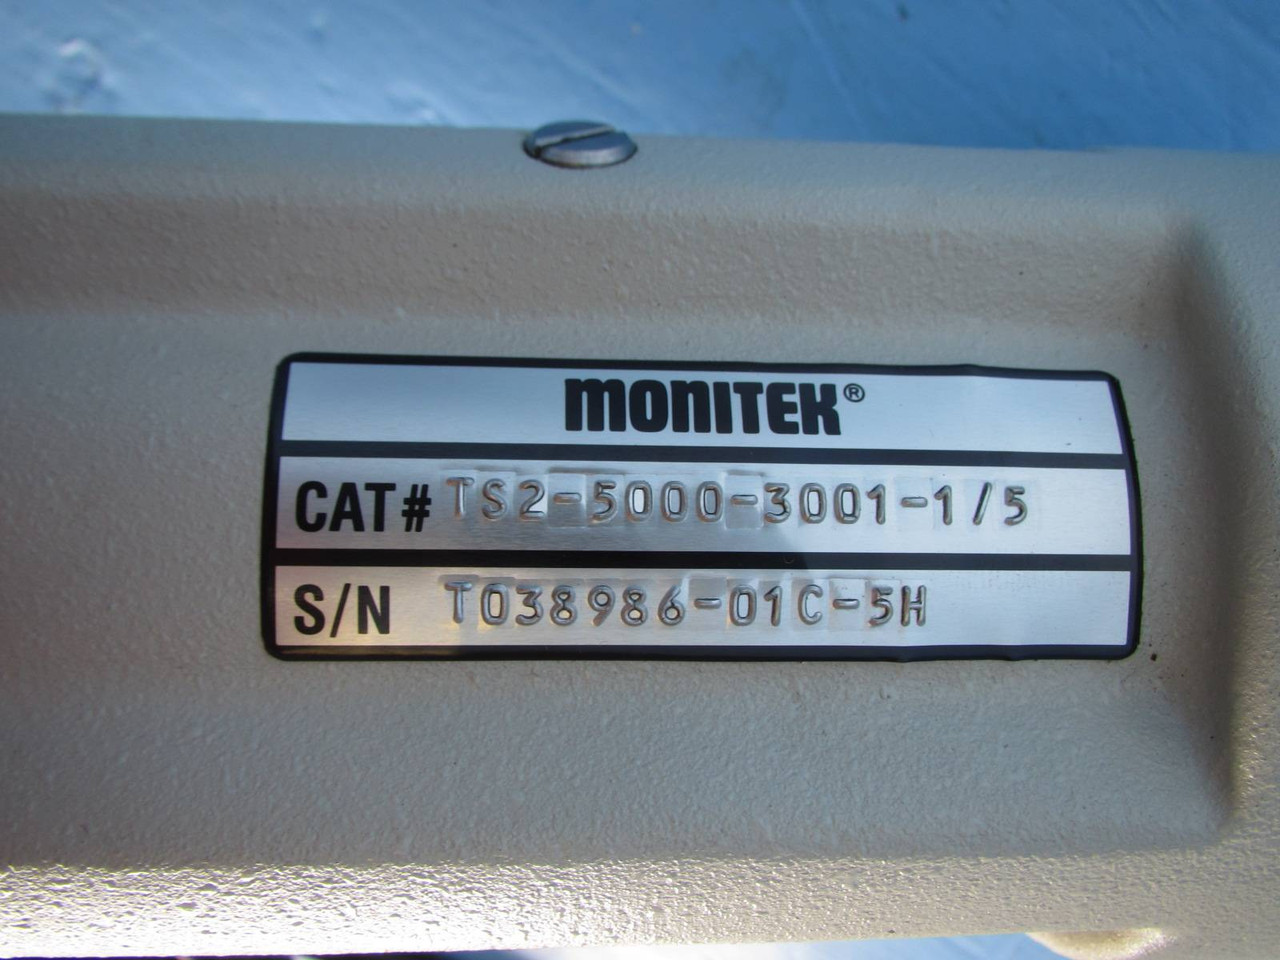 MONITEK®
CAT# TS2-5000-3001-1/5
S/N T038986-01C-5H